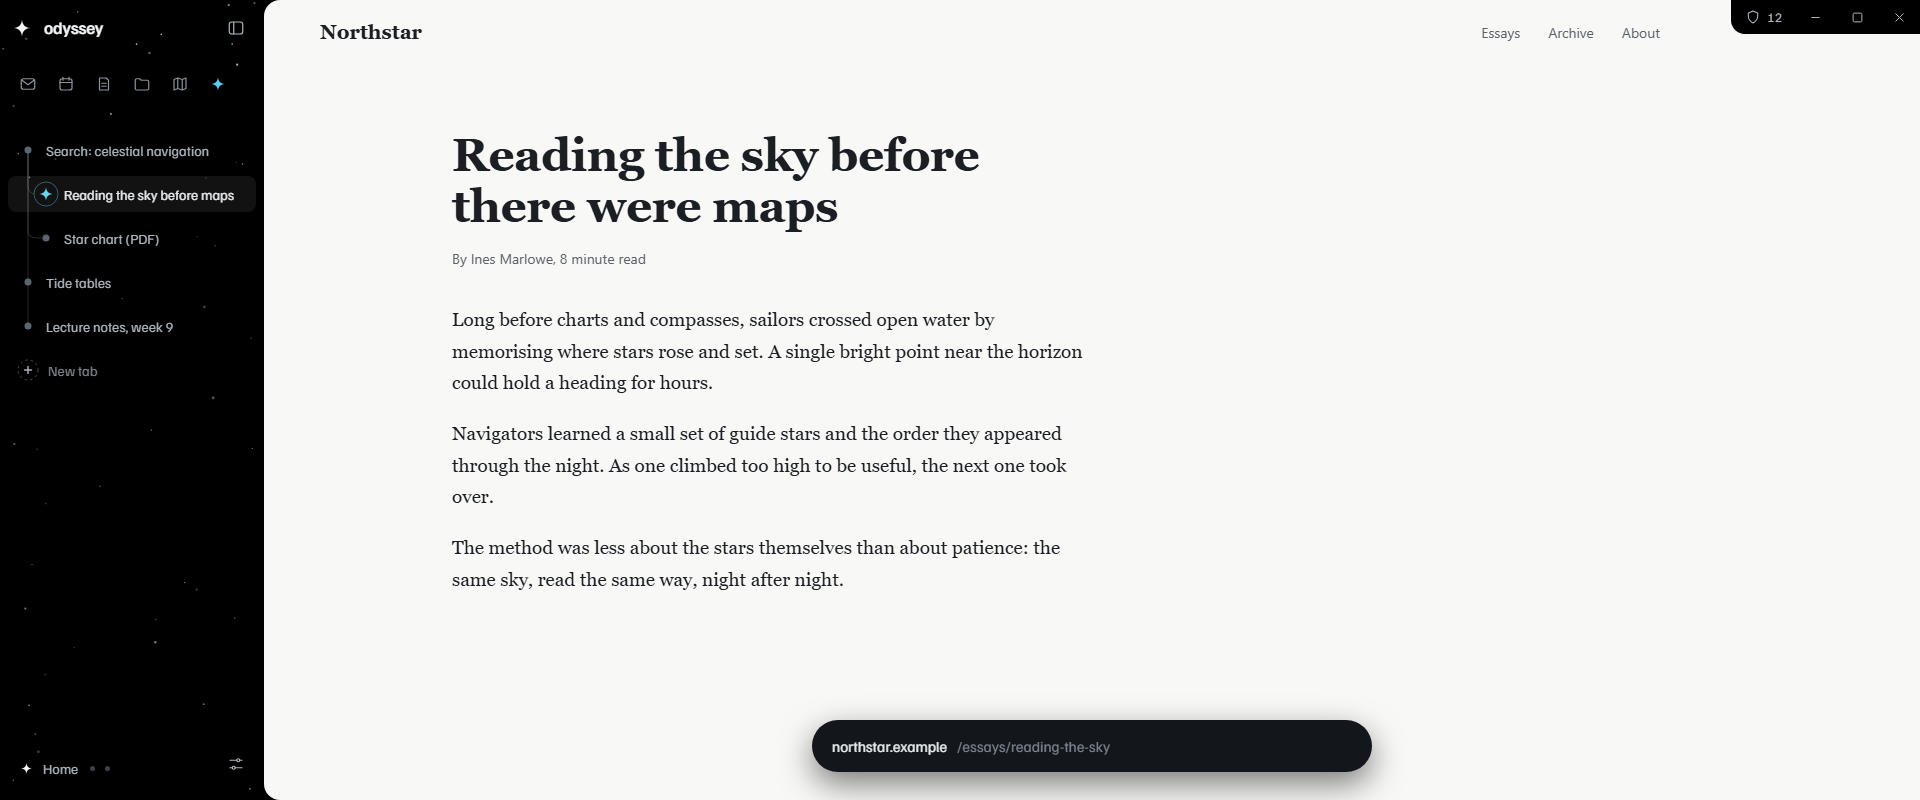 odyssey
Search: celestial navigation
Reading the sky before maps
Star chart (PDF)
Tide tables
Lecture notes, week 9
New tab
Home
Northstar
Essays
Archive
About
12
Reading the sky before
there were maps
By Ines Marlowe, 8 minute read
Long before charts and compasses, sailors crossed open water by
memorising where stars rose and set. A single bright point near the horizon
could hold a heading for hours.
Navigators learned a small set of guide stars and the order they appeared
through the night. As one climbed too high to be useful, the next one took
over.
The method was less about the stars themselves than about patience: the
same sky, read the same way, night after night.
northstar.example /essays/reading-the-sky